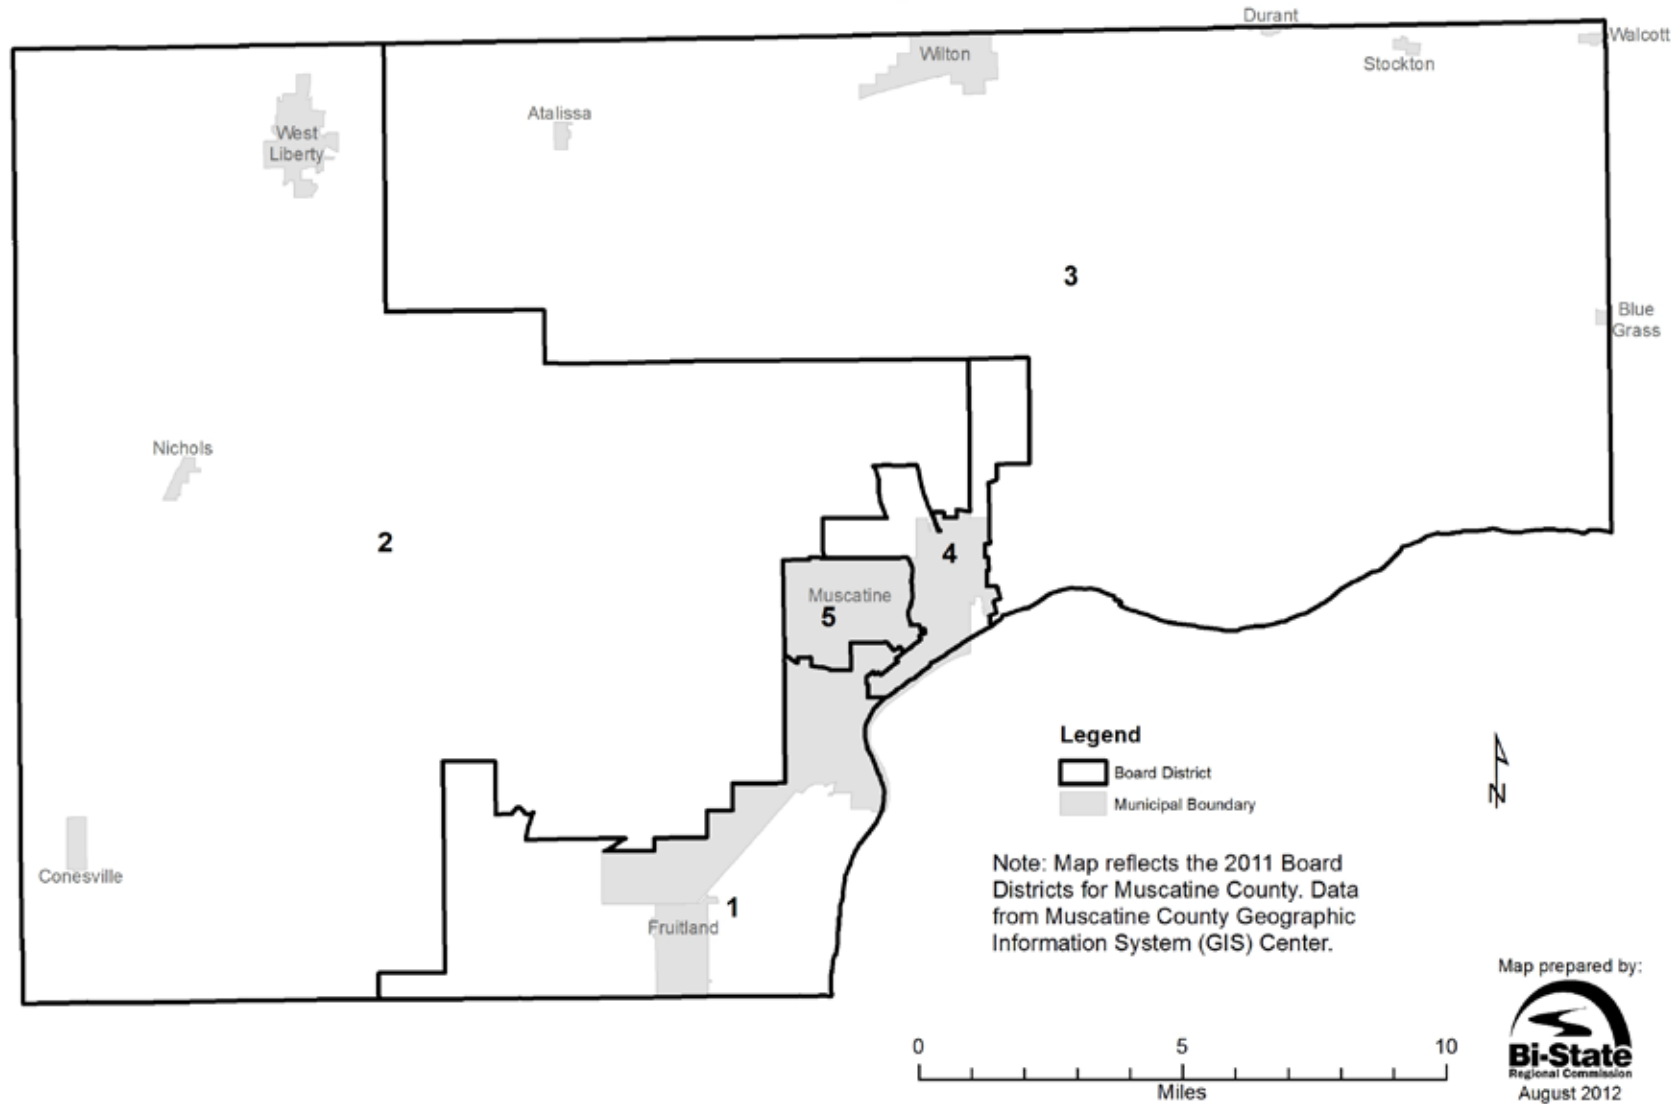 Durant
Walcott
Wilton
Stockton
Atalissa
West
Liberty
3
Blue
Grass
Nichols
2
4
Muscatine
5
Legend
Board District
Municipal Boundary
N
Conesville
Note: Map reflects the 2011 Board
Districts for Muscatine County. Data
from Muscatine County Geographic
Information System (GIS) Center.
1
Fruitland
Map prepared by:
0 5 10
Miles
Bi-State
Regional Commission
August 2012